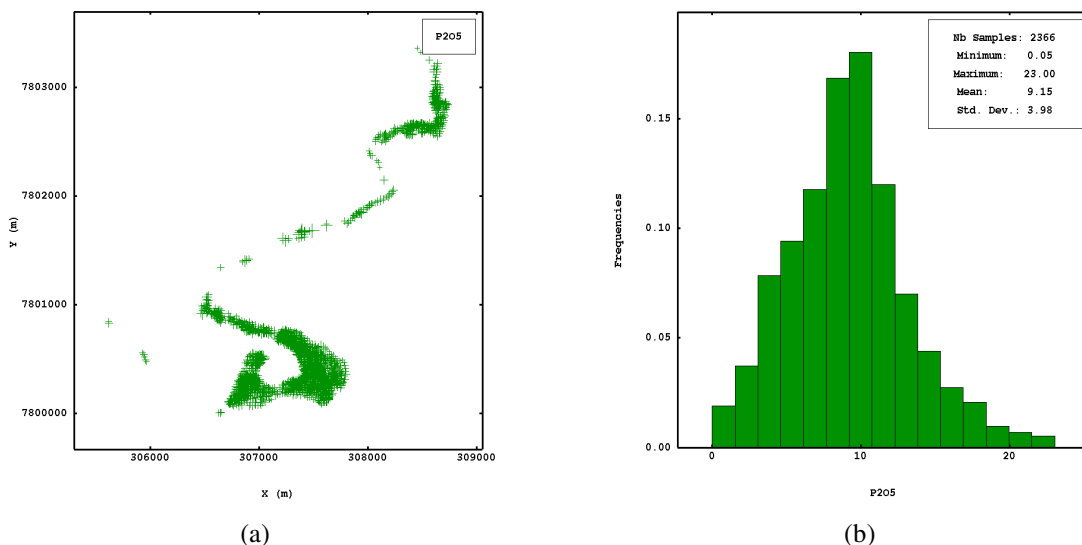 P2O5
7803000
7802000
7801000
7800000
Y (m)
306000 307000 308000 309000
X (m)
(a)
Nb Samples: 2366
Minimum: 0.05
Maximum: 23.00
Mean: 9.15
Std. Dev.: 3.98
0.15
0.10
0.05
0.00
Frequencies
0 10 20
P2O5
(b)